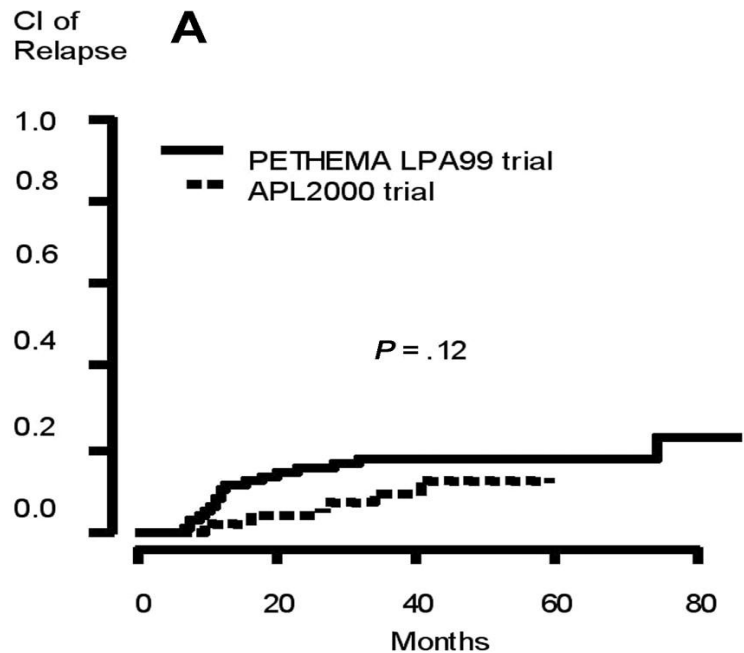 CI of
Relapse
A
1.0
PETHEMA LPA99 trial
0.8
APL2000 trial
0.6
0.4
P = .12
0.2
0.0
0 20 40 60 80
Months